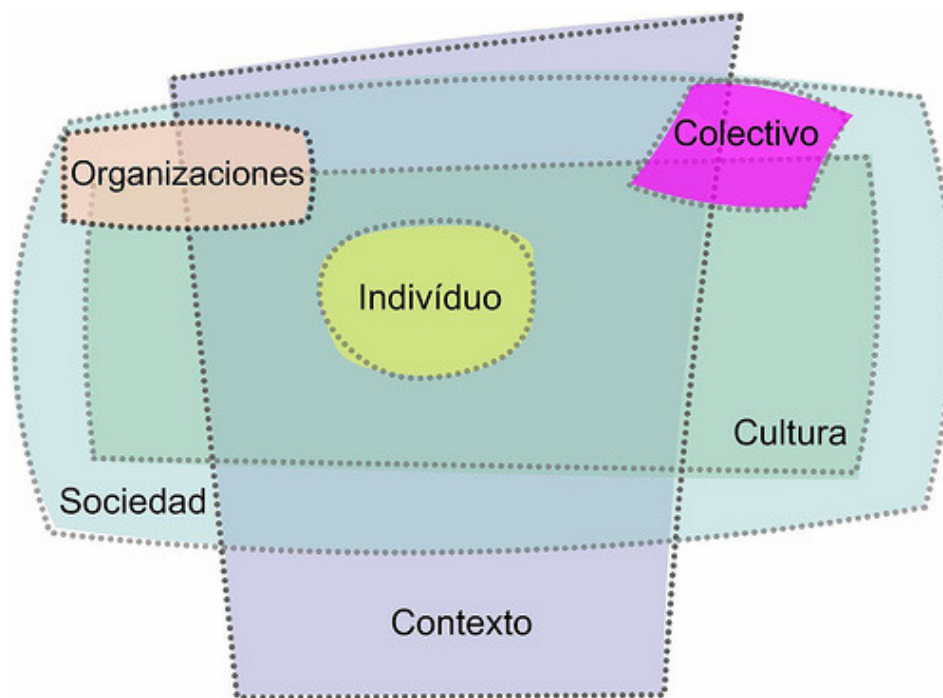 Colectivo
Organizaciones
Indivíduo
Cultura
Sociedad
Contexto